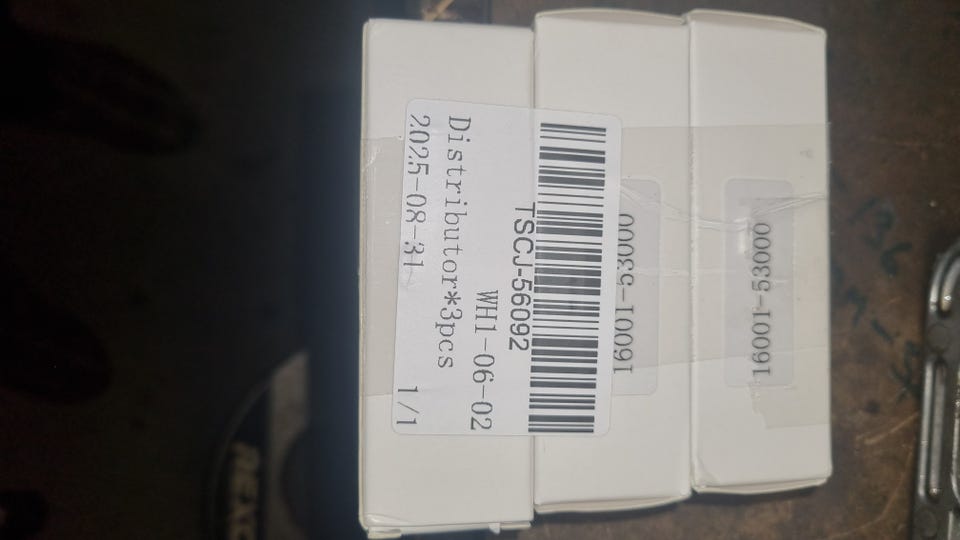 TSCJ-56092
WH1-06-02
Distributor*3pcs
2025-08-31 1/1
16001-53000
16001-53000